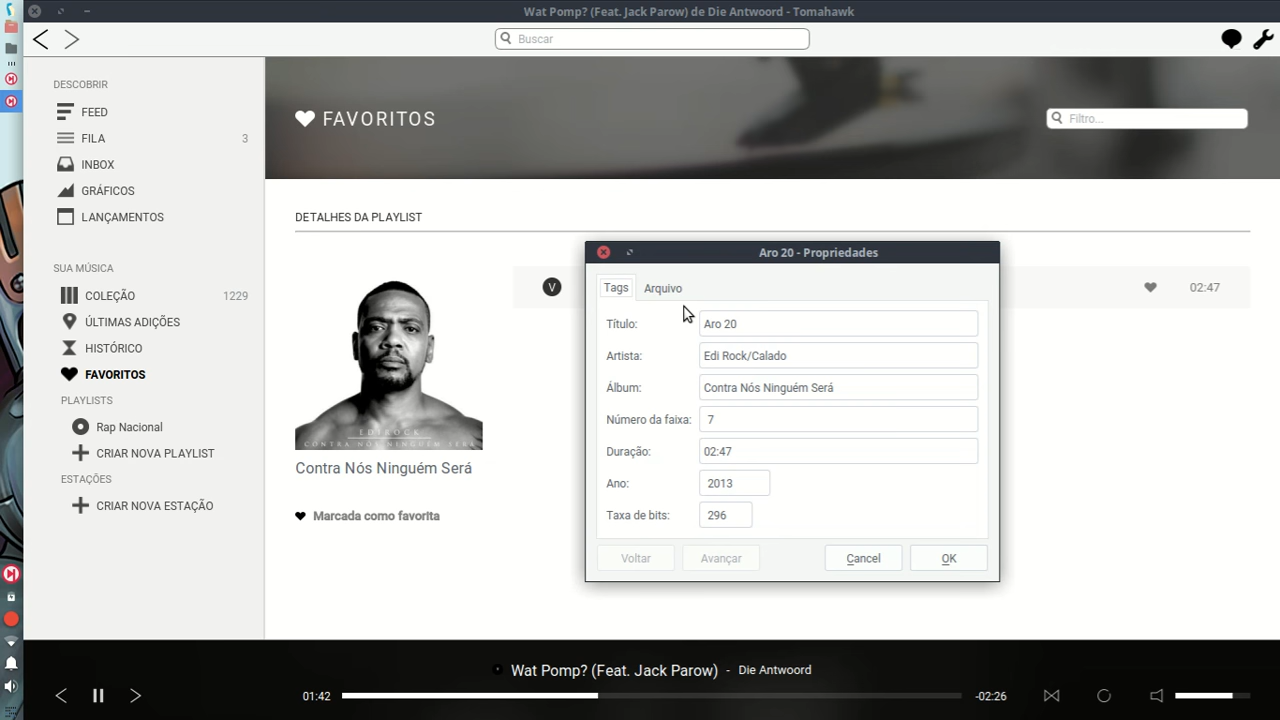 Wat Pomp? (Feat. Jack Parow) de Die Antwoord - Tomahawk
Buscar
DESCOBRIR
FEED
FILA 3
INBOX
GRÁFICOS
LANÇAMENTOS
SUA MÚSICA
COLEÇÃO 1229
ÚLTIMAS ADIÇÕES
HISTÓRICO
FAVORITOS
PLAYLISTS
Rap Nacional
CRIAR NOVA PLAYLIST
ESTAÇÕES
CRIAR NOVA ESTAÇÃO
FAVORITOS
Filtro...
DETALHES DA PLAYLIST
V
02:47
EDI ROCK
CONTRA NÓS NINGUÉM SERÁ
Contra Nós Ninguém Será
Marcada como favorita
Aro 20 - Propriedades
Tags Arquivo
Título: Aro 20
Artista: Edi Rock/Calado
Álbum: Contra Nós Ninguém Será
Número da faixa: 7
Duração: 02:47
Ano: 2013
Taxa de bits: 296
Voltar Avançar Cancel OK
Wat Pomp? (Feat. Jack Parow) - Die Antwoord
01:42 -02:26